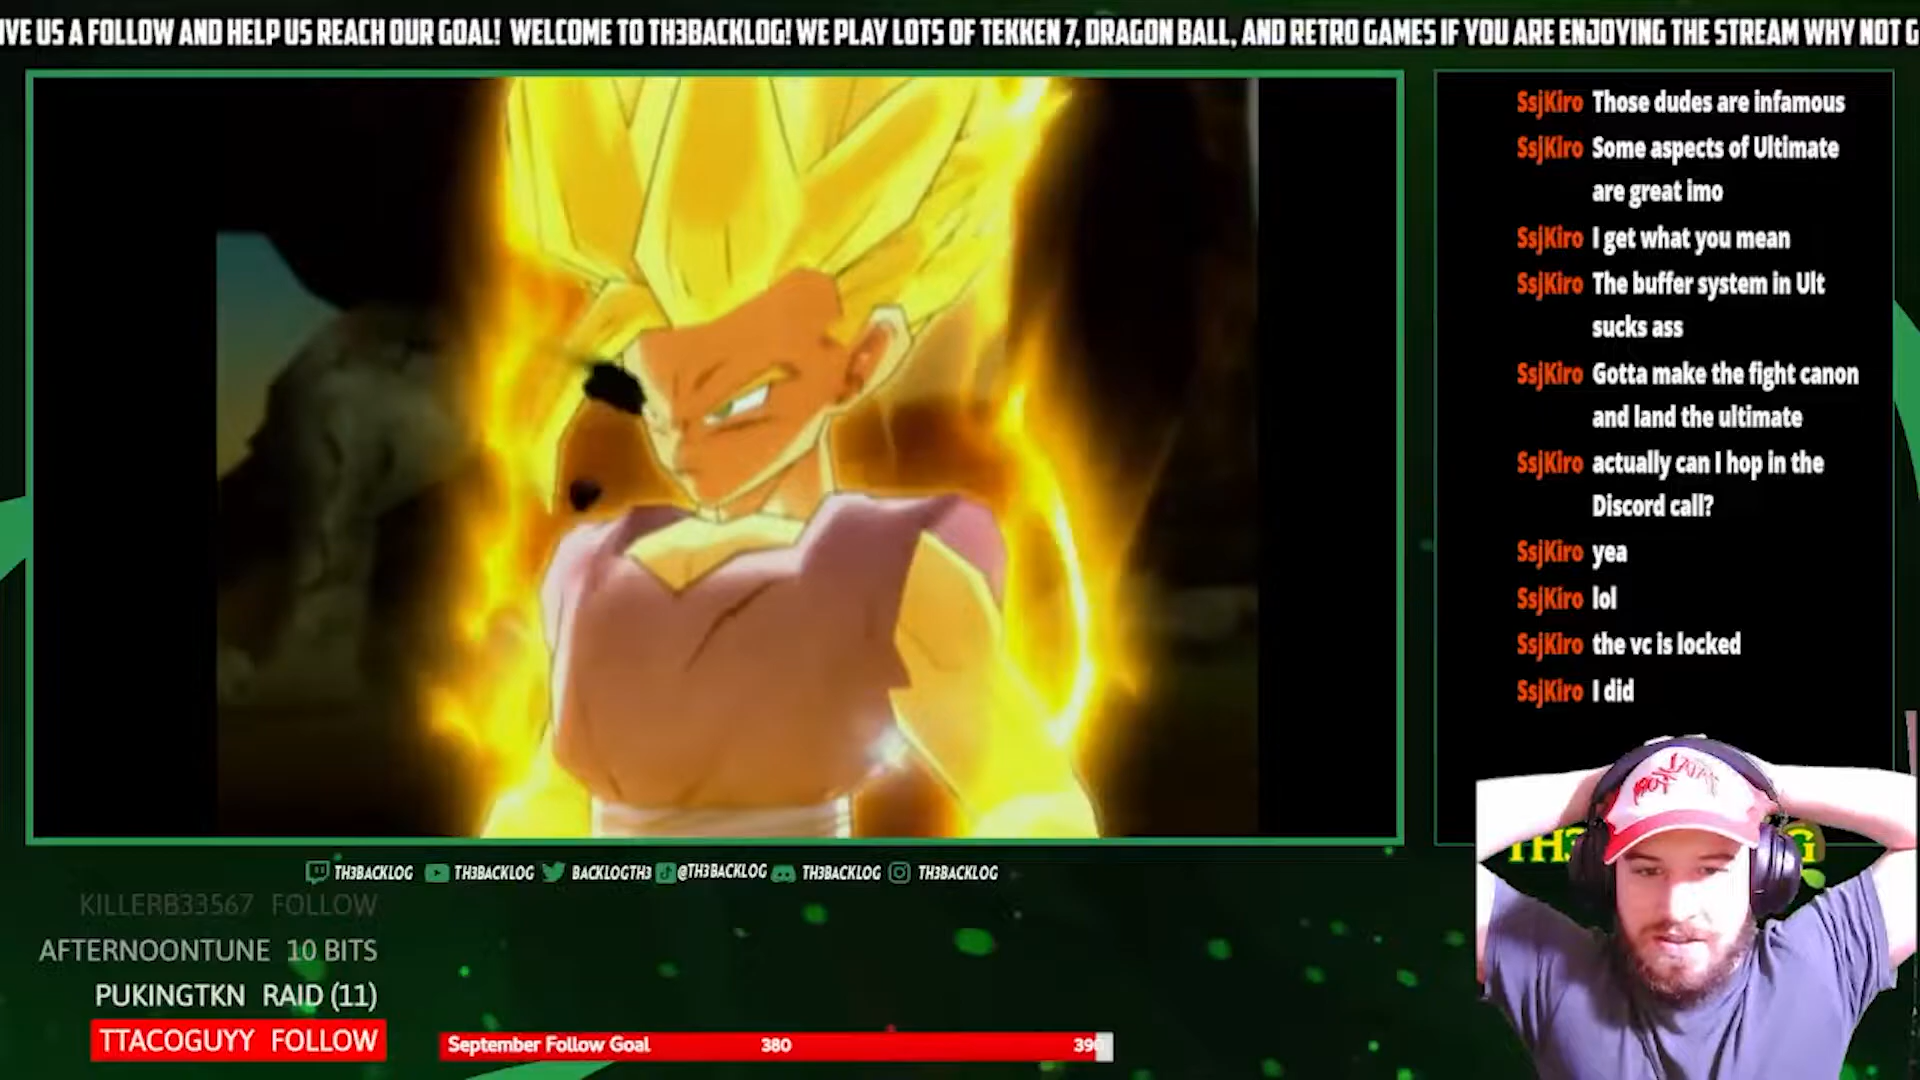 IVE US A FOLLOW AND HELP US REACH OUR GOAL! WELCOME TO TH3BACKLOG! WE PLAY LOTS OF TEKKEN 7, DRAGON BALL, AND RETRO GAMES IF YOU ARE ENJOYING THE STREAM WHY NOT G
SsjKiro Those dudes are infamous
SsjKiro Some aspects of Ultimate
are great imo
SsjKiro I get what you mean
SsjKiro The buffer system in Ult
sucks ass
SsjKiro Gotta make the fight canon
and land the ultimate
SsjKiro actually can I hop in the
Discord call?
SsjKiro yea
SsjKiro lol
SsjKiro the vc is locked
SsjKiro I did
TH3BACKLOG TH3BACKLOG BACKLOGTH3 @TH3BACKLOG TH3BACKLOG TH3BACKLOG
KILLERB33567 FOLLOW
AFTERNOONTUNE 10 BITS
PUKINGTKN RAID (11)
TTACOGUYY FOLLOW
September Follow Goal 380 390